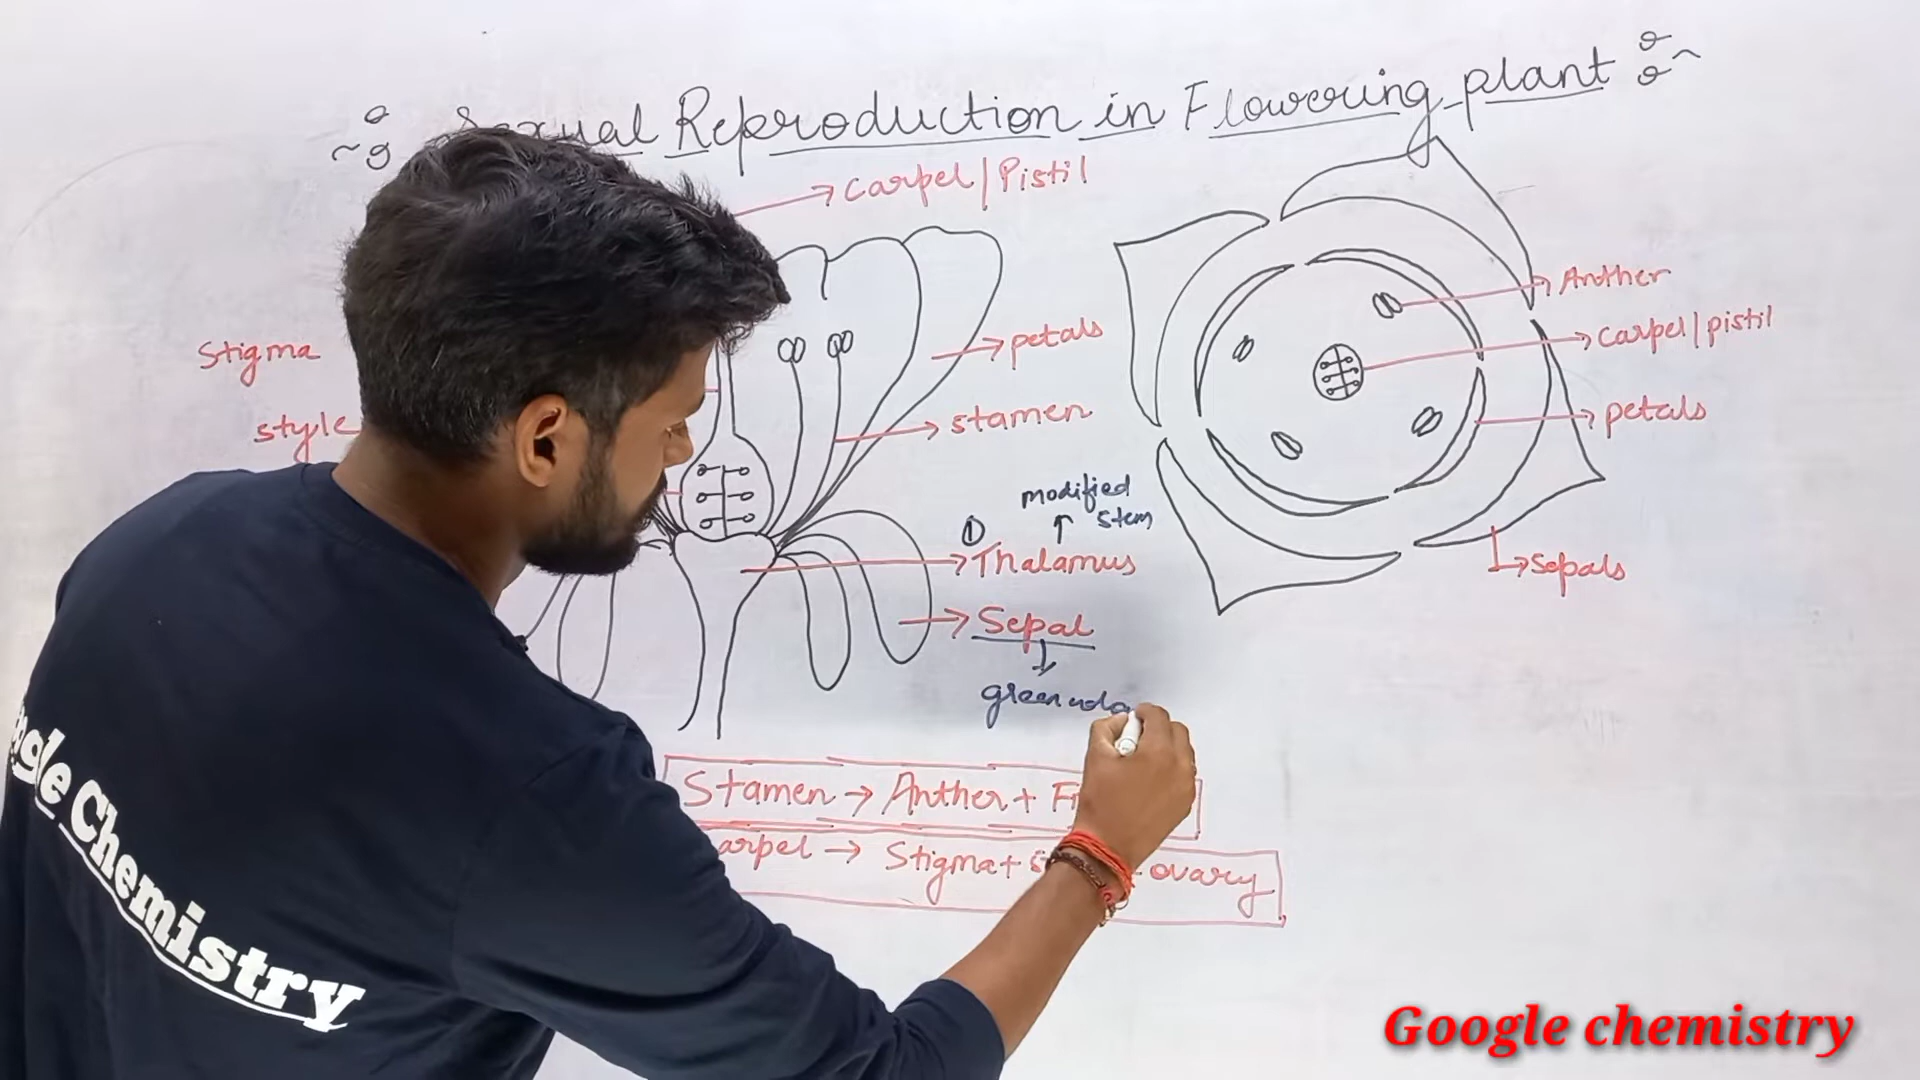 Reproduction in Flowering plant
Carpel/Pistil
Stigma
style
petals
stamen
modified
stem
①
Thalamus
Sepal
green
Stamen → Anther +
→ Stigma +
ovary
Anther
Carpel/pistil
petals
Sepals
Chemistry
Google chemistry